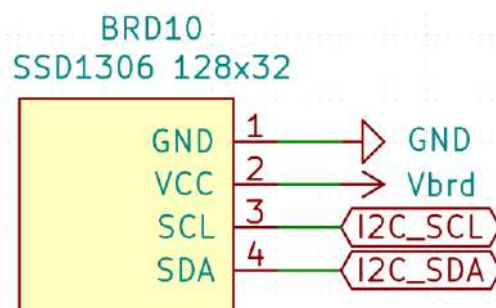 BRD10
SSD1306 128x32
GND 1 GND
VCC 2 Vbrd
SCL 3 I2C_SCL
SDA 4 I2C_SDA